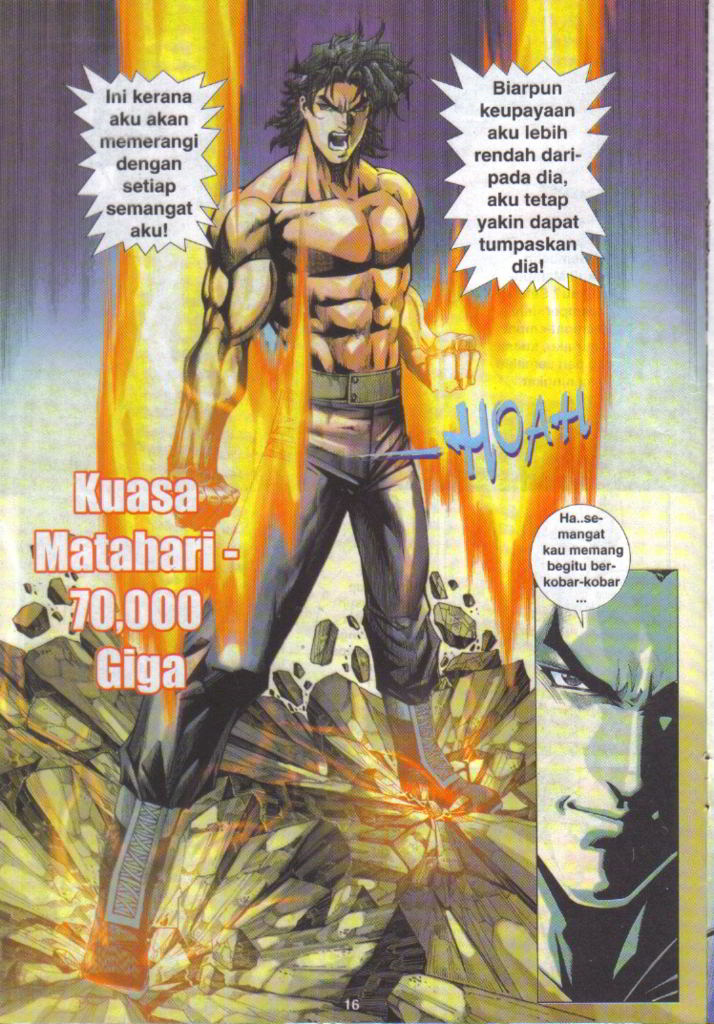 Ini kerana
aku akan
memerangi
dengan
setiap
semangat
aku!
Biarpun
keupayaan
aku lebih
rendah dari-
pada dia,
aku tetap
yakin dapat
tumpaskan
dia!
HOAH
Kuasa
Matahari -
70,000
Giga
Ha..se-
mangat
kau memang
begitu ber-
kobar-kobar
...
16